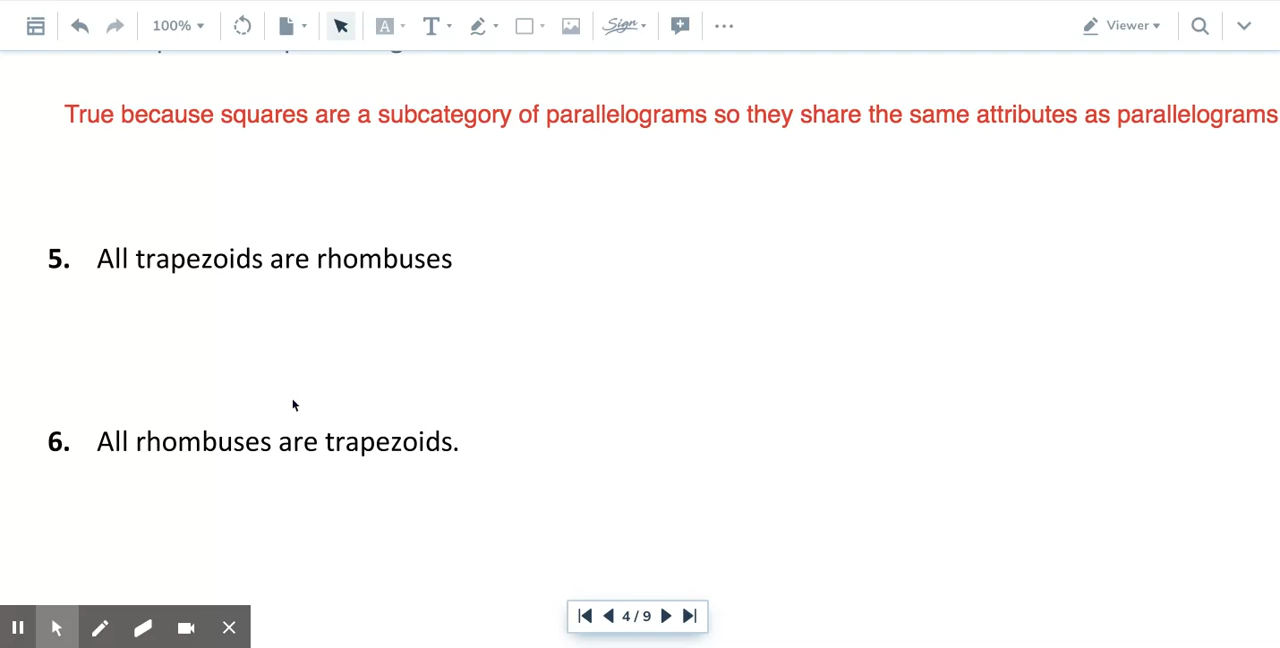 100%
A
T
Sign
Viewer
True because squares are a subcategory of parallelograms so they share the same attributes as parallelograms
5. All trapezoids are rhombuses
6. All rhombuses are trapezoids.
4 / 9